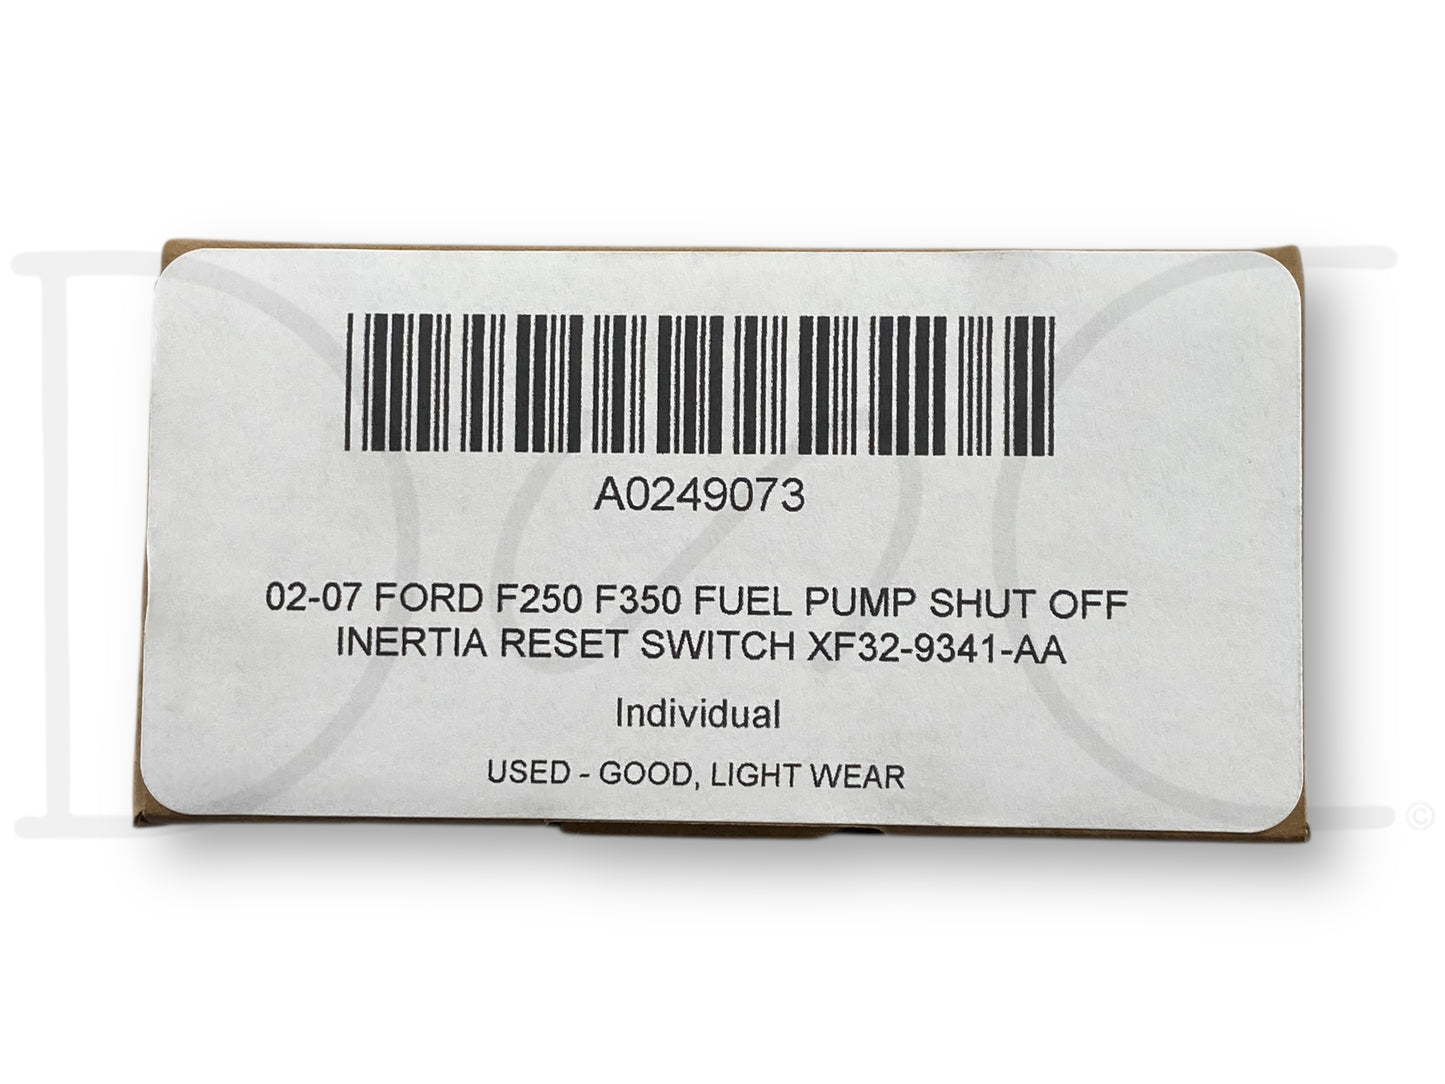 A0249073
02-07 FORD F250 F350 FUEL PUMP SHUT OFF
INERTIA RESET SWITCH XF32-9341-AA
Individual
USED - GOOD, LIGHT WEAR
©